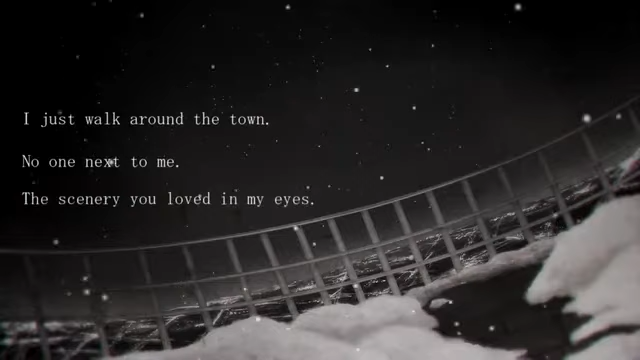 I just walk around the town.
No one next to me.
The scenery you loved in my eyes.